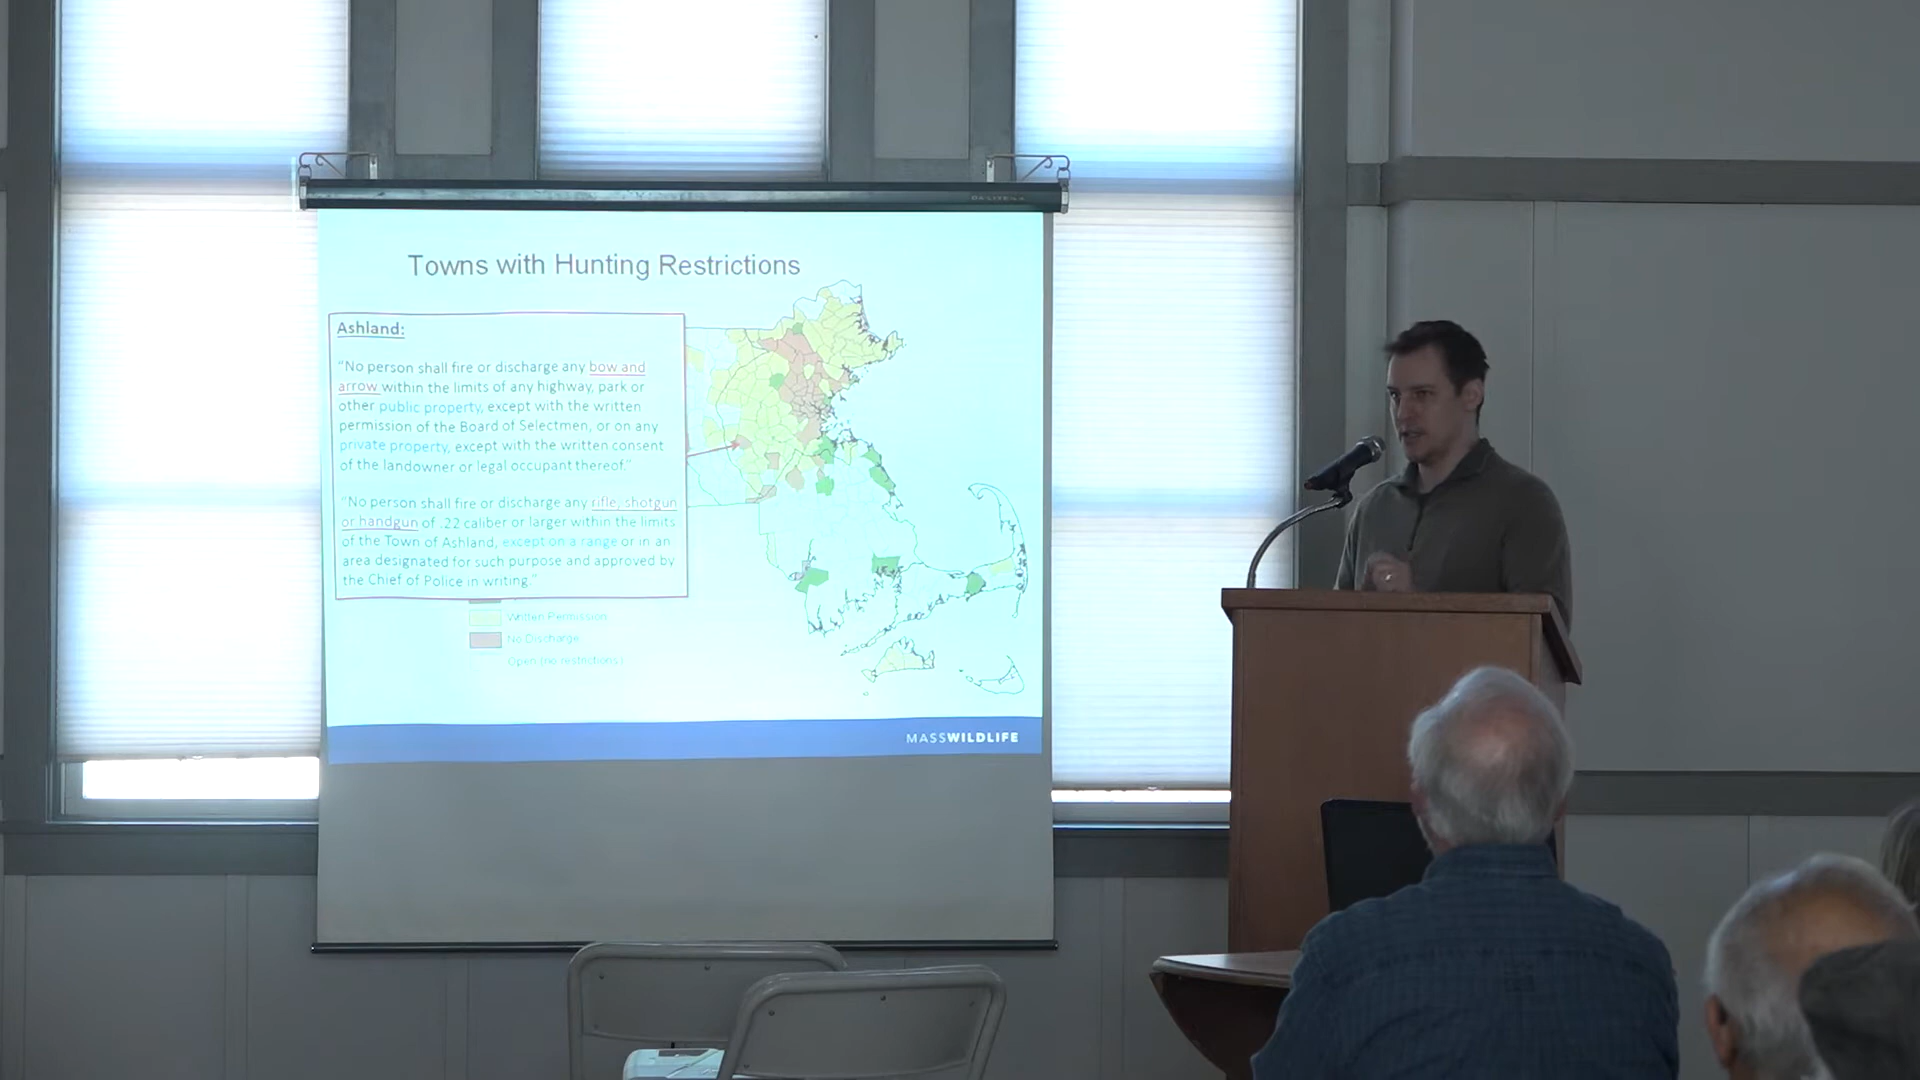 Towns with Hunting Restrictions
Ashland:
“No person shall fire or discharge any bow and
arrow within the limits of any highway, park or
other public property, except with the written
permission of the Board of Selectmen, or on any
private property, except with the written consent
of the landowner or legal occupant thereof.”
“No person shall fire or discharge any rifle, shotgun
or handgun of .22 caliber or larger within the limits
of the Town of Ashland, except on a range or in an
area designated for such purpose and approved by
the Chief of Police in writing.”
Written Permission
No Discharge
Open (no restrictions)
MASSWILDLIFE